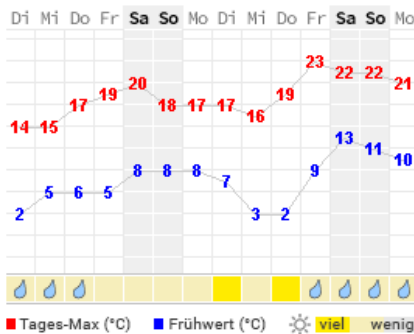 Di Mi Do Fr Sa So Mo Di Mi Do Fr Sa So Mo
23
22 22
20 21
19 19
17 18 17 17
14 15 16
13
11
10
9
8 8 8
7
5 6 5
2 3 2
Tages-Max (°C) Frühwert (°C) viel wenig